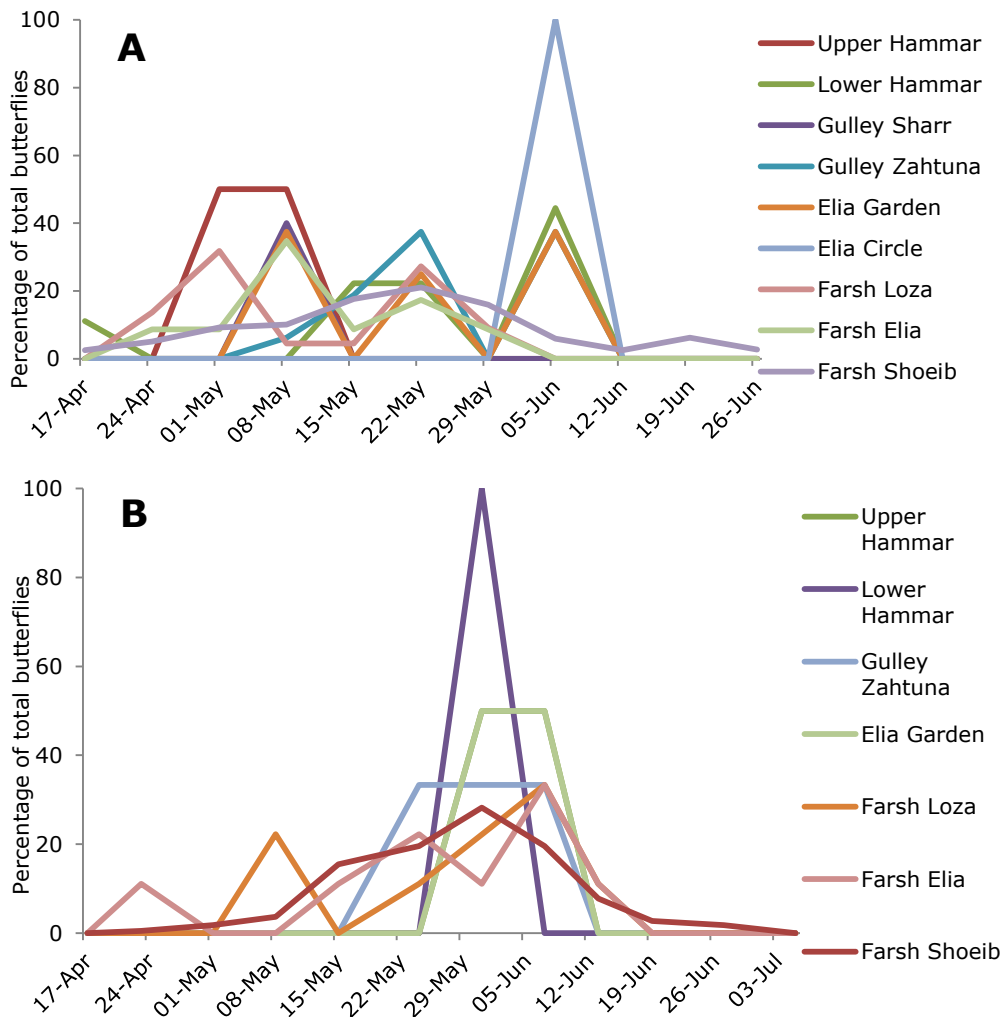 A
Percentage of total butterflies
100
80
60
40
20
0
17-Apr
24-Apr
01-May
08-May
15-May
22-May
29-May
05-Jun
12-Jun
19-Jun
26-Jun
Upper Hammar
Lower Hammar
Gulley Sharr
Gulley Zahtuna
Elia Garden
Elia Circle
Farsh Loza
Farsh Elia
Farsh Shoeib
B
Percentage of total butterflies
100
80
60
40
20
0
17-Apr
24-Apr
01-May
08-May
15-May
22-May
29-May
05-Jun
12-Jun
19-Jun
26-Jun
03-Jul
Upper
Hammar
Lower
Hammar
Gulley
Zahtuna
Elia Garden
Farsh Loza
Farsh Elia
Farsh Shoeib